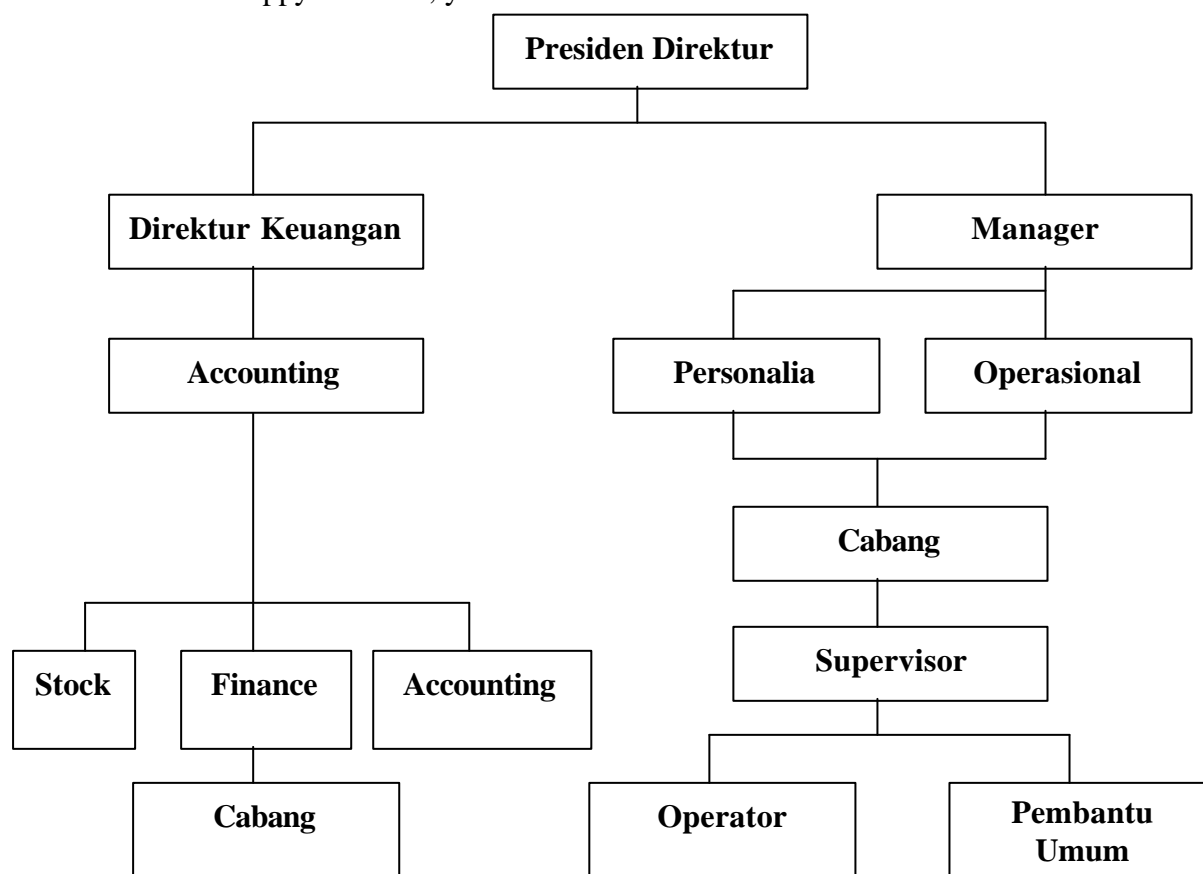 Presiden Direktur
Direktur Keuangan
Manager
Accounting
Personalia
Operasional
Cabang
Supervisor
Stock
Finance
Accounting
Cabang
Operator
Pembantu
Umum